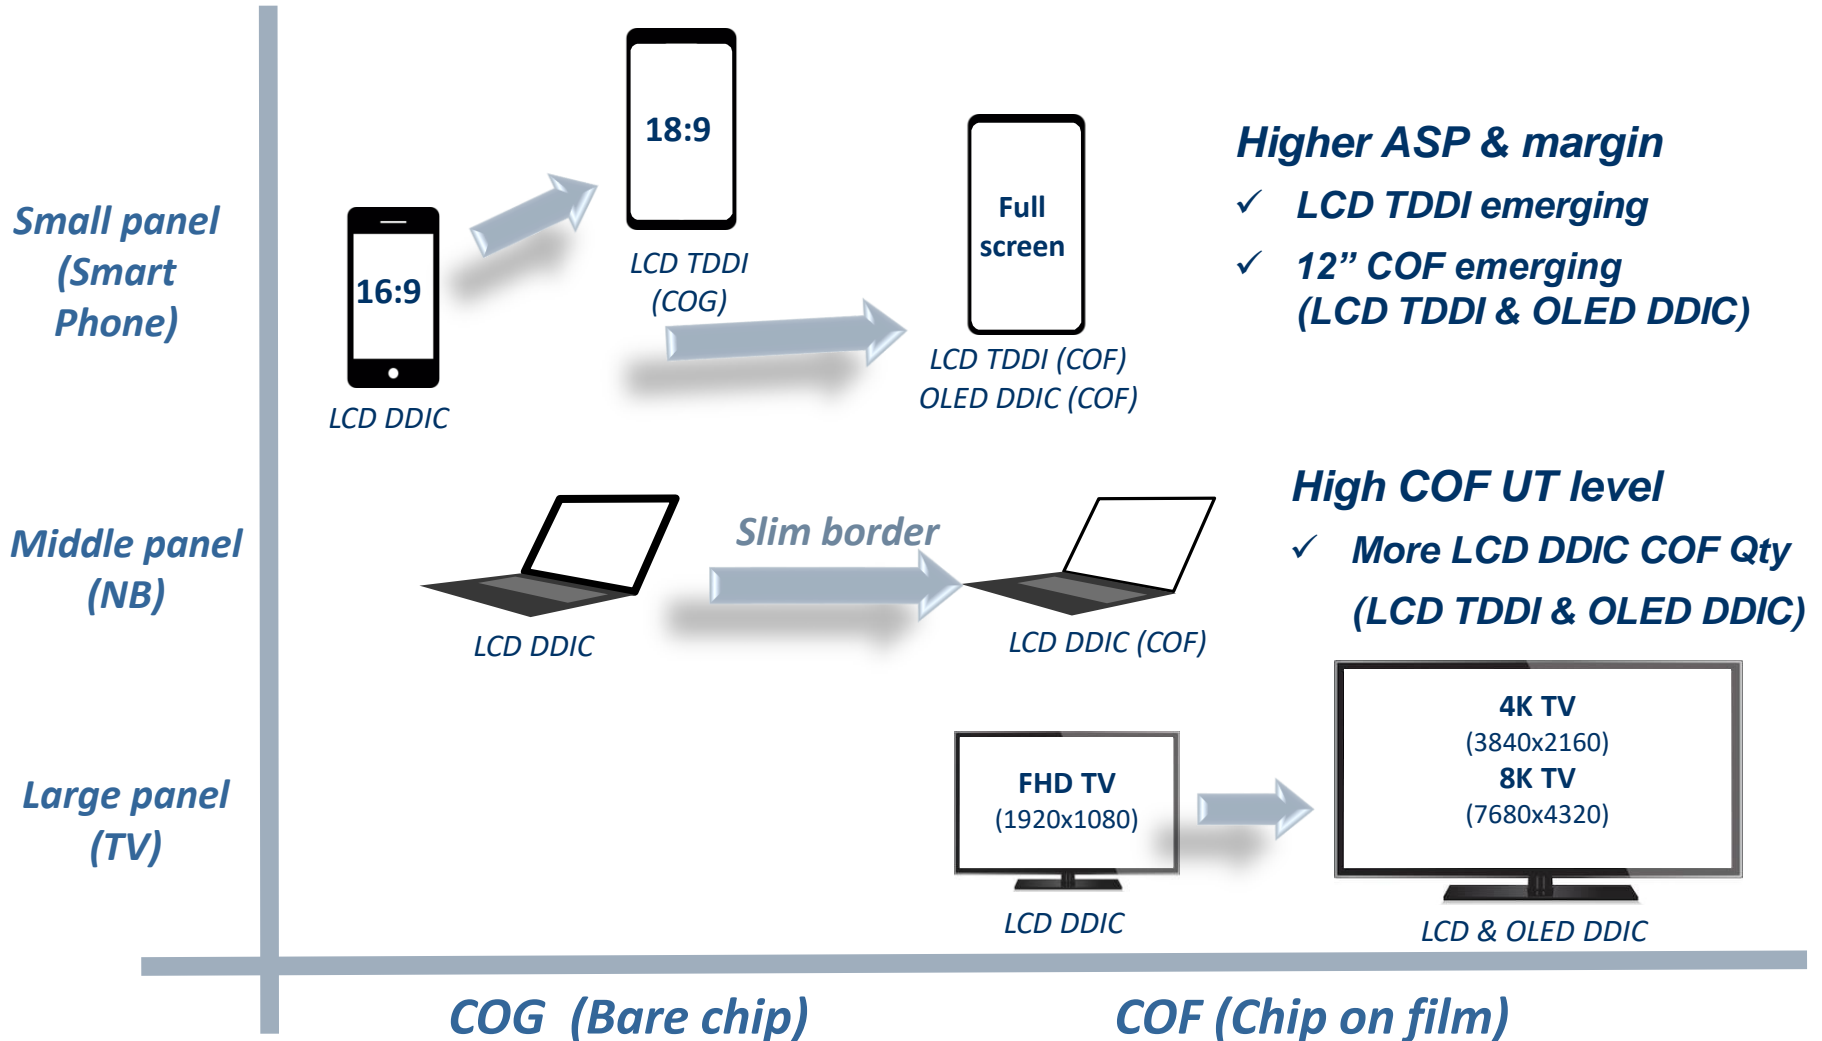 Small panel
(Smart
Phone)
16:9
LCD DDIC
18:9
LCD TDDI
(COG)
Full
screen
LCD TDDI (COF)
OLED DDIC (COF)
Higher ASP & margin
✓ LCD TDDI emerging
✓ 12” COF emerging
(LCD TDDI & OLED DDIC)
Middle panel
(NB)
LCD DDIC
Slim border
LCD DDIC (COF)
High COF UT level
✓ More LCD DDIC COF Qty
(LCD TDDI & OLED DDIC)
Large panel
(TV)
FHD TV
(1920x1080)
LCD DDIC
4K TV
(3840x2160)
8K TV
(7680x4320)
LCD & OLED DDIC
COG (Bare chip)
COF (Chip on film)